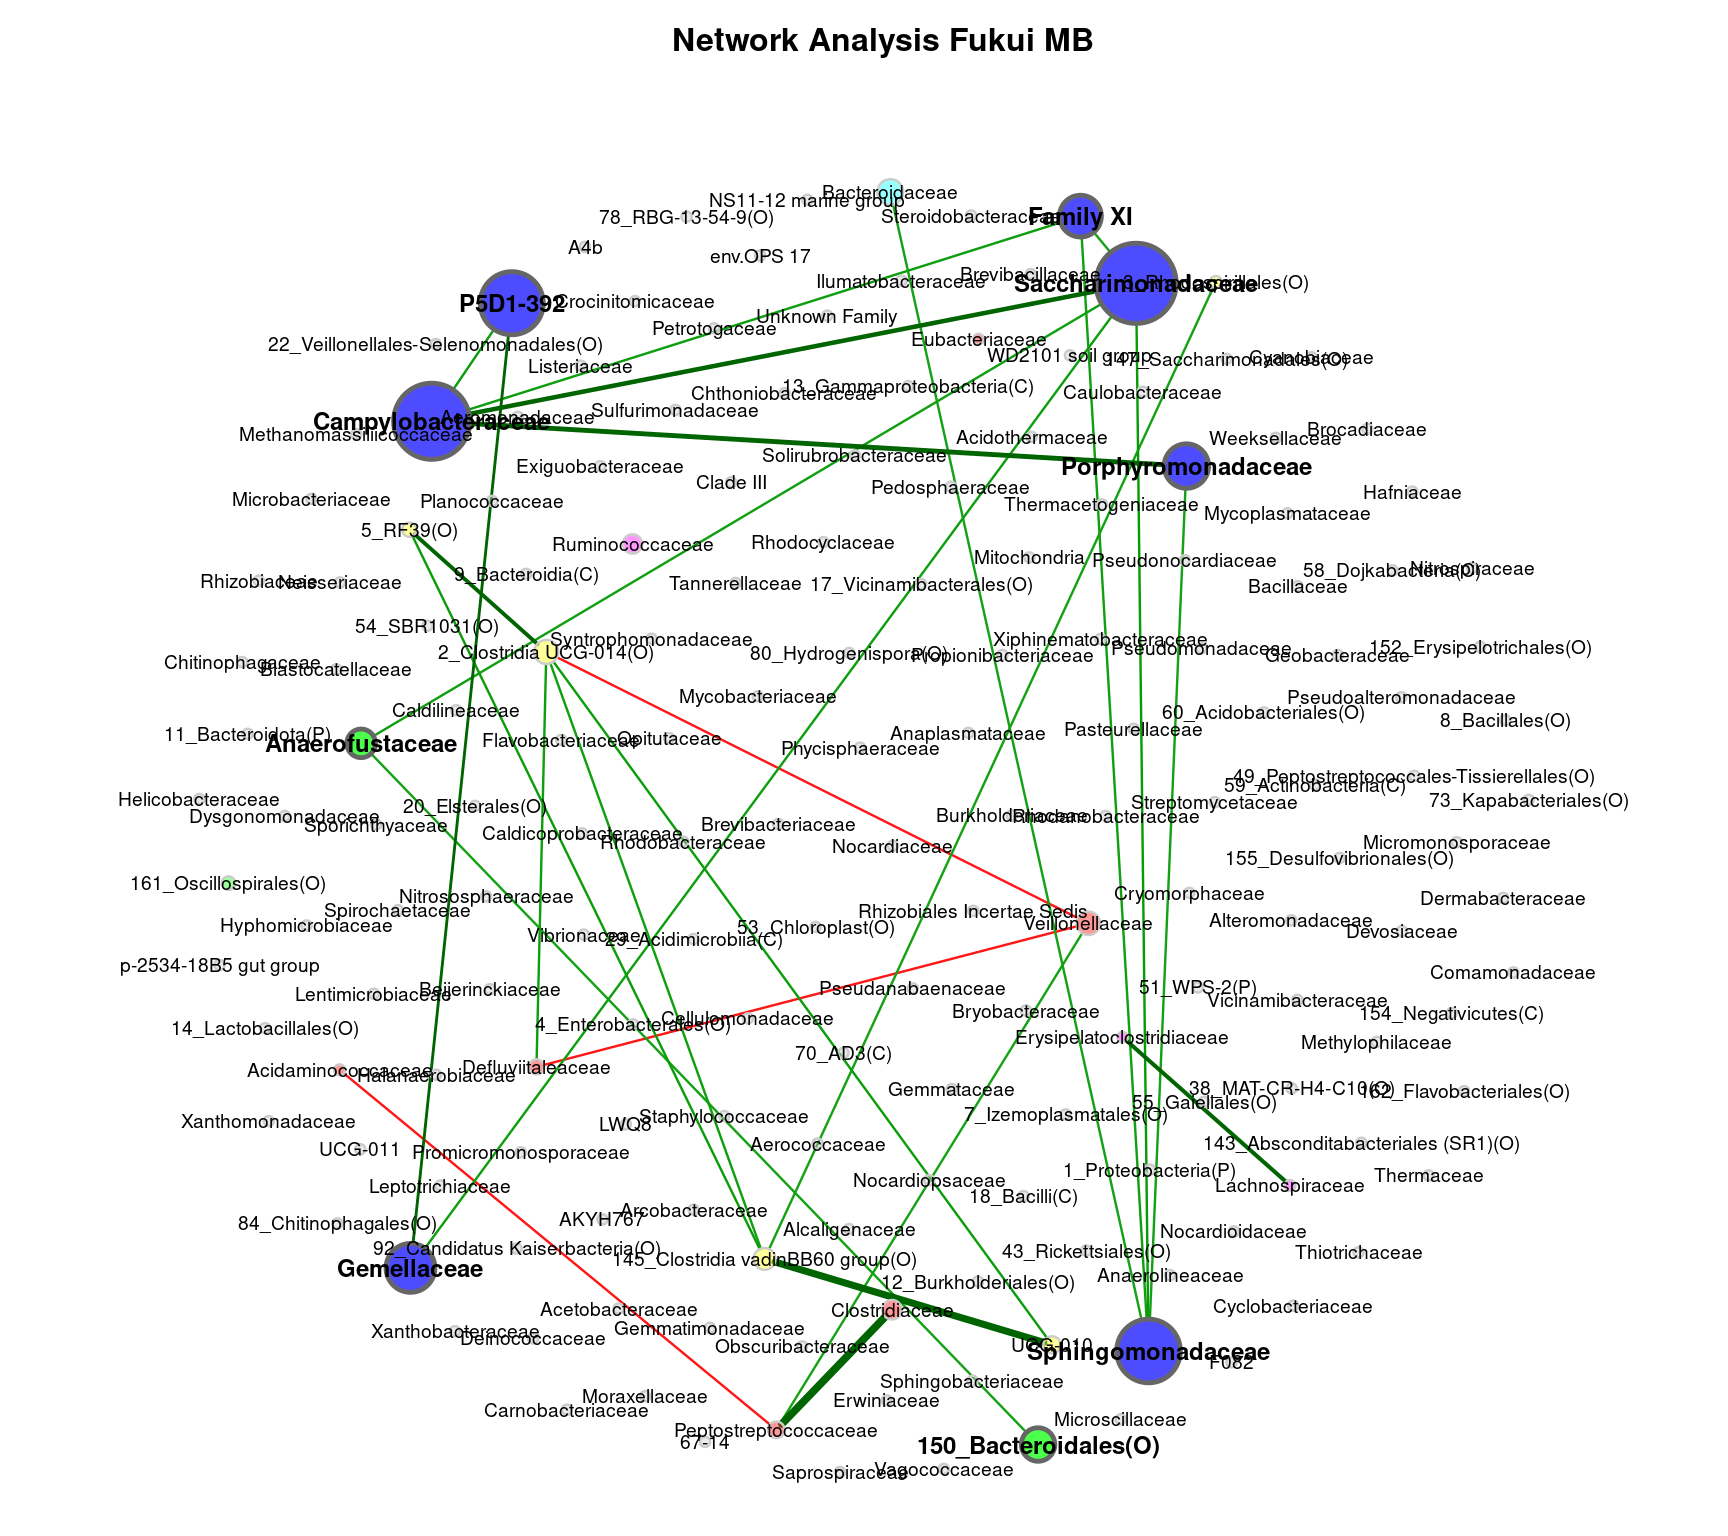 Network Analysis Fukui MB
Bacteroidaceae
NS11-12 marine group
78_RBG-13-54-9(O)
Steroidobacteraceae
Family XI
A4b
env.OPS 17
Brevibacillaceae
Ilumatobacteraceae
Saccharimonadaceae
3_Rhodospirillales(O)
P5D1-392
Crocinitomicaceae
Unknown Family
Petrotogaceae
Eubacteriaceae
22_Veillonellales-Selenomonadales(O)
WD2101 soil group
147_Saccharimonadales(O)
Cyanobiaceae
Listeriaceae
13_Gammaproteobacteria(C)
Chthoniobacteraceae
Caulobacteraceae
Sulfurimonadaceae
Aeromonadaceae
Campylobacteraceae
Brocadiaceae
Methanomassiliicoccaceae
Acidothermaceae
Weeksellaceae
Solirubrobacteraceae
Exiguobacteraceae
Porphyromonadaceae
Clade III
Pedosphaeraceae
Hafniaceae
Microbacteriaceae
Planococcaceae
Thermacetogeniaceae
Mycoplasmataceae
5_RF39(O)
Ruminococcaceae
Rhodocyclaceae
Mitochondria
Pseudonocardiaceae
58_Dojkabacteria(C)
Nitrospiraceae
9_Bacteroidia(C)
Rhizobiaceae
Neisseriaceae
Tannerellaceae
17_Vicinamibacterales(O)
Bacillaceae
54_SBR1031(O)
Syntrophomonadaceae
Xiphinematobacteraceae
2_Clostridia UCG-014(O)
80_Hydrogenispora(O)
Propionibacteriaceae
Pseudomonadaceae
Geobacteraceae
152_Erysipelotrichales(O)
Chitinophagaceae
Blastocatellaceae
Mycobacteriaceae
Pseudoalteromonadaceae
Caldilineaceae
60_Acidobacteriales(O)
8_Bacillales(O)
11_Bacteroidota(P)
Anaerofustaceae
Flavobacteriaceae
Opitutaceae
Phycisphaeraceae
Anaplasmataceae
Pasteurellaceae
49_Peptostreptococcales-Tissierellales(O)
59_Actinobacteria(C)
Helicobacteraceae
20_Elsterales(O)
Streptomycetaceae
73_Kapabacteriales(O)
Dysgonomonadaceae
Sporichthyaceae
Burkholderiaceae
Rhodanobacteraceae
Caldicoprobacteraceae
Brevibacteriaceae
Rhodobacteraceae
Nocardiaceae
Micromonosporaceae
155_Desulfovibrionales(O)
161_Oscillospirales(O)
Nitrososphaeraceae
Cryomorphaceae
Dermabacteraceae
Spirochaetaceae
Rhizobiales Incertae Sedis
Hyphomicrobiaceae
53_Chloroplast(O)
Veillonellaceae
Alteromonadaceae
Vibrionaceae
29_Acidimicrobiia(C)
Devosiaceae
p-2534-18B5 gut group
Comamonadaceae
Lentimicrobiaceae
Beijerinckiaceae
Pseudanabaenaceae
51_WPS-2(P)
Vicinamibacteraceae
14_Lactobacillales(O)
4_Enterobacterales(O)
Cellulomonadaceae
Bryobacteraceae
154_Negativicutes(C)
Erysipelatoclostridiaceae
Methylophilaceae
70_AD3(C)
Acidaminococcaceae
Halanaerobiaceae
Defluviitaleaceae
Gemmataceae
38_MAT-CR-H4-C10(O)
162_Flavobacteriales(O)
55_Gaiellales(O)
Xanthomonadaceae
LWQ8
Staphylococcaceae
7_Izemoplasmatales(O)
UCG-011
Promicromonosporaceae
Aerococcaceae
143_Absconditabacteriales (SR1)(O)
1_Proteobacteria(P)
Thermaceae
Leptotrichiaceae
Nocardiopsaceae
Lachnospiraceae
18_Bacilli(C)
84_Chitinophagales(O)
AKYH767
Arcobacteraceae
Alcaligenaceae
Nocardioidaceae
92_Candidatus Kaiserbacteria(O)
145_Clostridia vadinBB60 group(O)
43_Rickettsiales(O)
Thiotrichaceae
Gemellaceae
12_Burkholderiales(O)
Anaerolineaceae
Acetobacteraceae
Clostridiaceae
Cyclobacteriaceae
Xanthobacteraceae
Deinococcaceae
Gemmatimonadaceae
Obscuribacteraceae
UCG-010
Sphingomonadaceae
F082
Sphingobacteriaceae
Moraxellaceae
Erwiniaceae
Carnobacteriaceae
Microscillaceae
Peptostreptococcaceae
67-14
150_Bacteroidales(O)
Saprospiraceae
Vagococcaceae